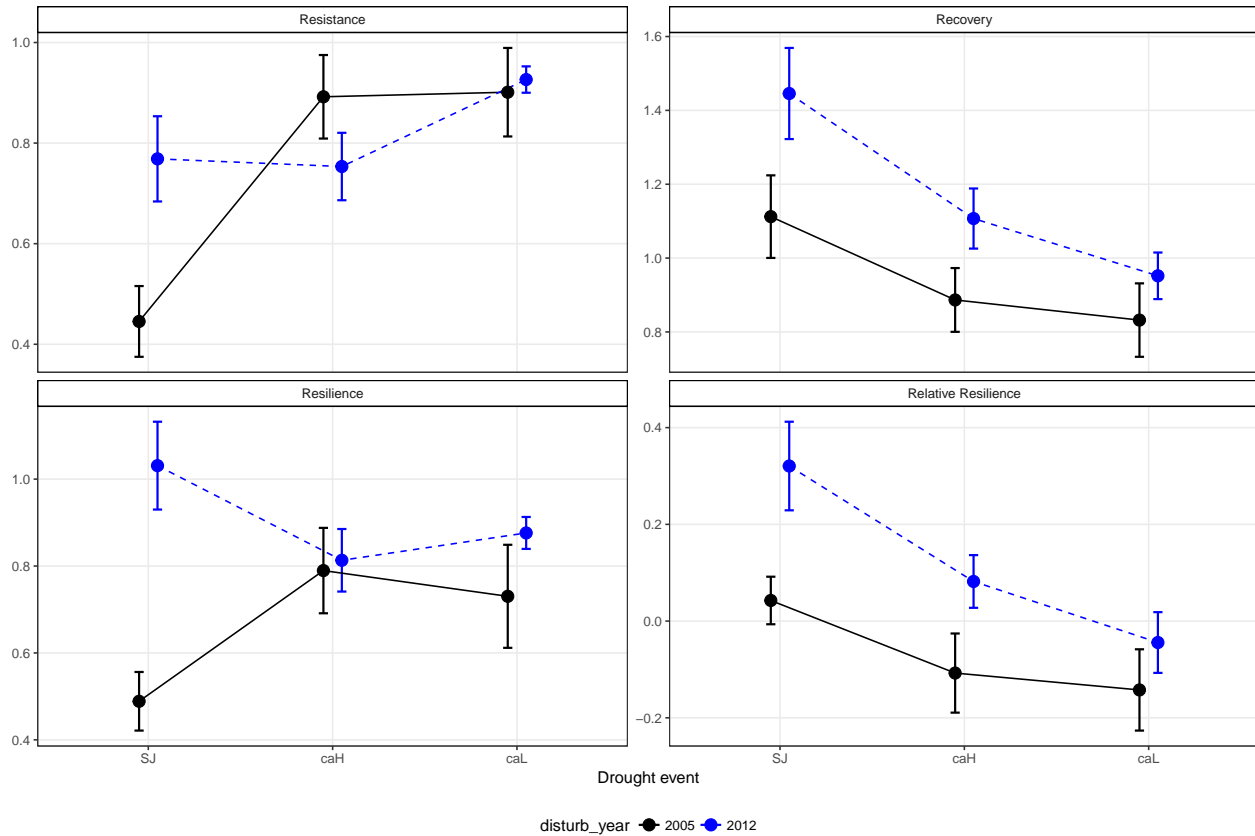 Resistance
Recovery
1.0
0.8
0.6
0.4
1.6
1.4
1.2
1.0
0.8
Resilience
Relative Resilience
1.0
0.8
0.6
0.4
0.4
0.2
0.0
−0.2
SJ caH caL
SJ caH caL
Drought event
disturb_year 2005 2012